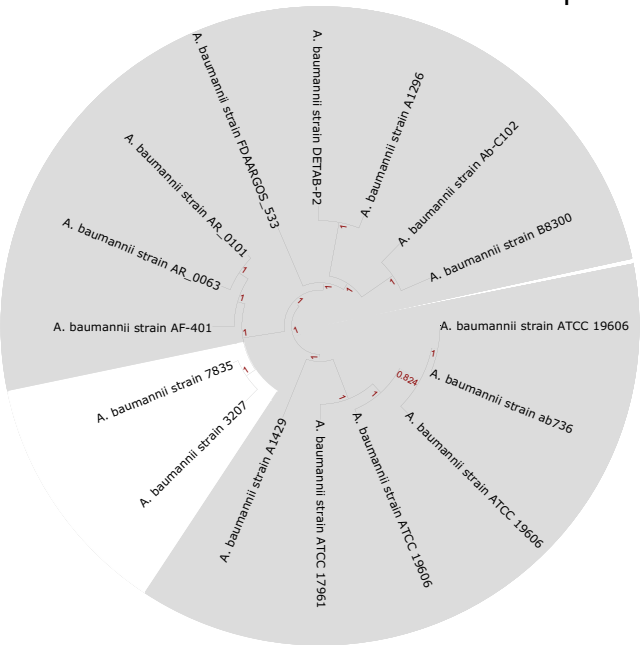 A. baumannii strain DETAB-P2
A. baumannii strain A1296
A. baumannii strain Ab-C102
A. baumannii strain B8300
A. baumannii strain ATCC 19606
A. baumannii strain ab736
A. baumannii strain ATCC 19606
A. baumannii strain ATCC 19606
A. baumannii strain ATCC 17961
A. baumannii strain A1429
A. baumannii strain 3207
A. baumannii strain 7835
A. baumannii strain AF-401
A. baumannii strain AR_0063
A. baumannii strain AR_0101
A. baumannii strain FDAARGOS_533
1
1
1
1
1
1
1
1
1
1
1
1
0.824
1
1
1